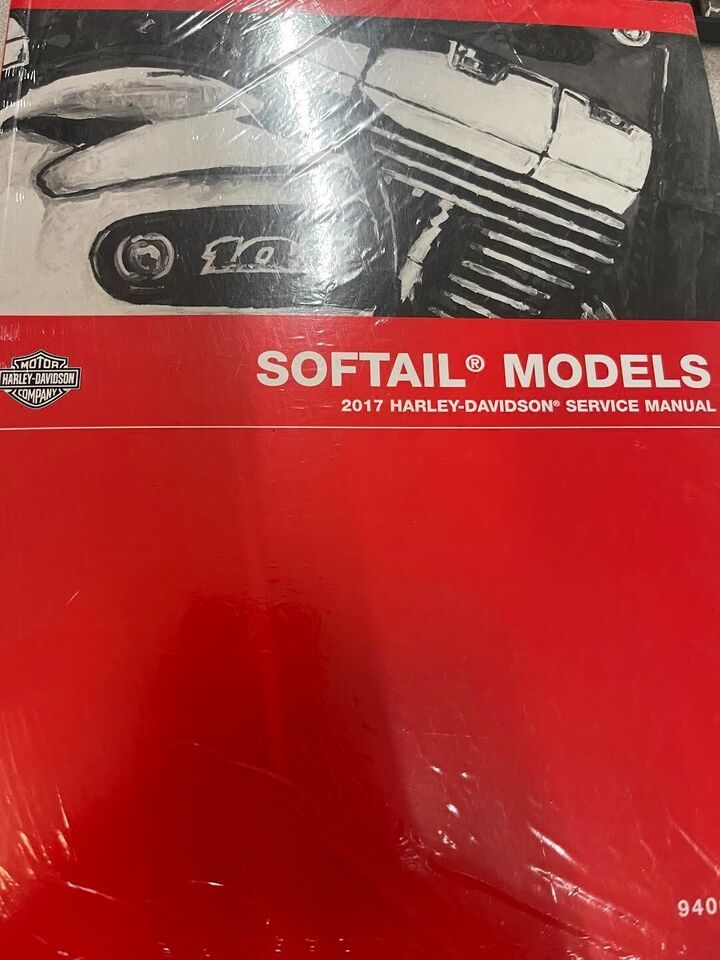 SOFTAIL® MODELS
2017 HARLEY-DAVIDSON® SERVICE MANUAL
MOTOR
HARLEY-DAVIDSON
COMPANY